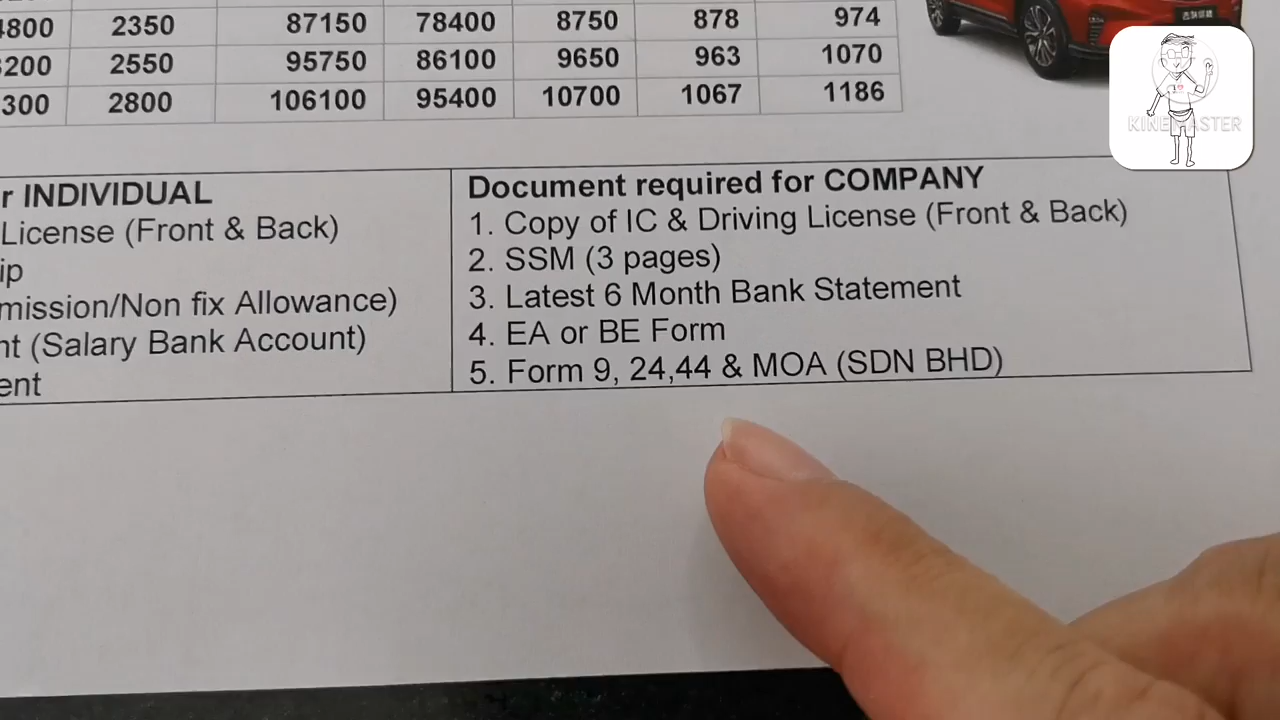 4800 2350 87150 78400 8750 878 974
3200 2550 95750 86100 9650 963 1070
300 2800 106100 95400 10700 1067 1186
r INDIVIDUAL
License (Front & Back)
ip
mission/Non fix Allowance)
nt (Salary Bank Account)
ent
Document required for COMPANY
1. Copy of IC & Driving License (Front & Back)
2. SSM (3 pages)
3. Latest 6 Month Bank Statement
4. EA or BE Form
5. Form 9, 24,44 & MOA (SDN BHD)
KINEMASTER